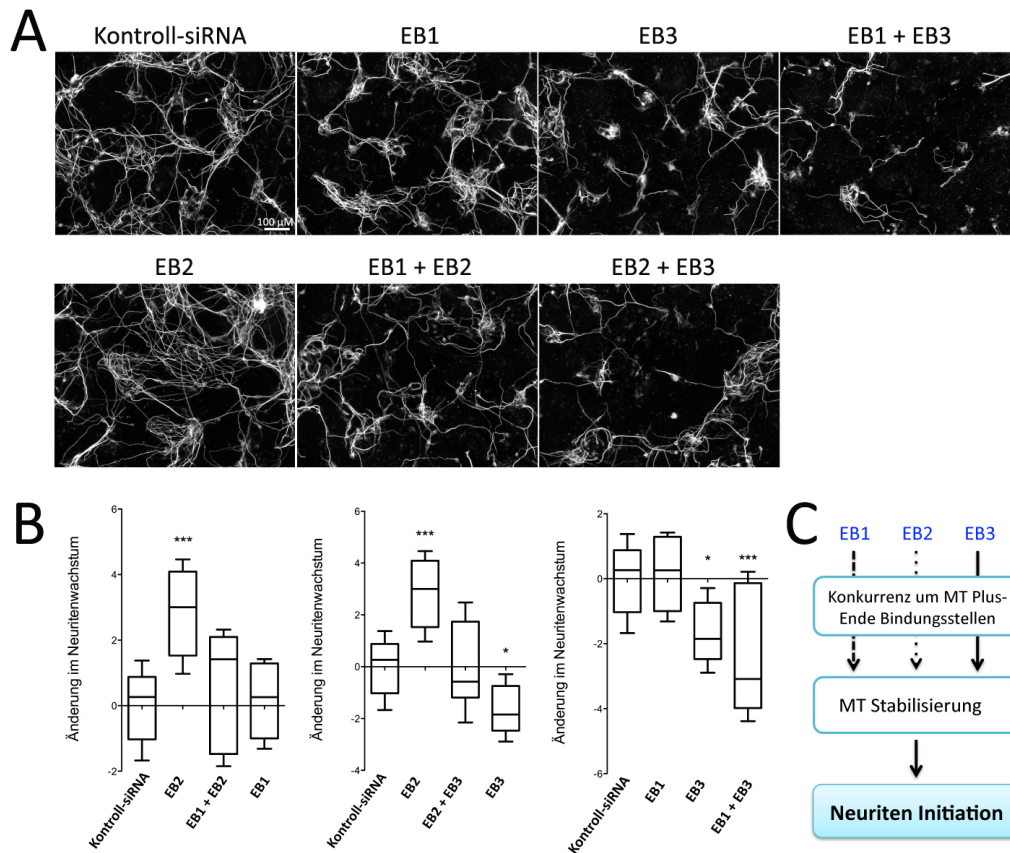 A
Kontroll-siRNA EB1 EB3 EB1 + EB3
100 µM
EB2 EB1 + EB2 EB2 + EB3
B
Änderung im Neuritenwachstum
6
4
2
0
-2
***
Kontroll-siRNA
EB2
EB1 + EB2
EB1
Änderung im Neuritenwachstum
6
4
2
0
-2
-4
***
*
Kontroll-siRNA
EB2
EB2 + EB3
EB3
Änderung im Neuritenwachstum
2
0
-2
-4
-6
*
***
Kontroll-siRNA
EB1
EB3
EB1 + EB3
C
EB1 EB2 EB3
Konkurrenz um MT Plus-
Ende Bindungsstellen
MT Stabilisierung
Neuriten Initiation